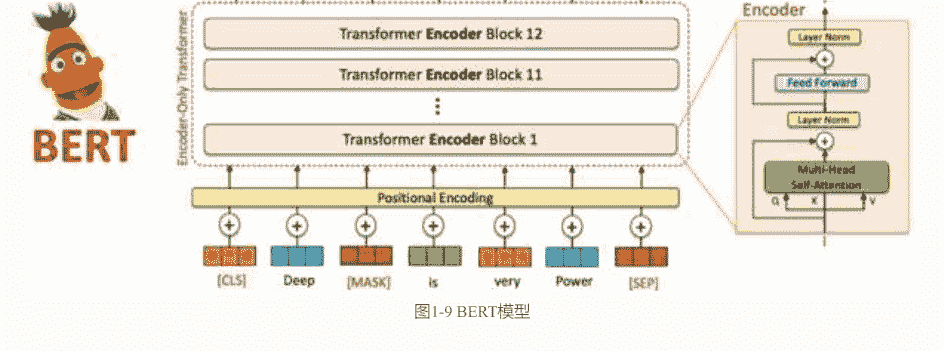 Encoder
Encoder-Only Transformer
Transformer Encoder Block 12
Transformer Encoder Block 11
Transformer Encoder Block 1
BERT
Layer Norm
Feed Forward
Layer Norm
Multi-Head
Self-Attention
Q K V
Positional Encoding
[CLS] Deep [MASK] is very Power [SEP]
图1-9 BERT模型